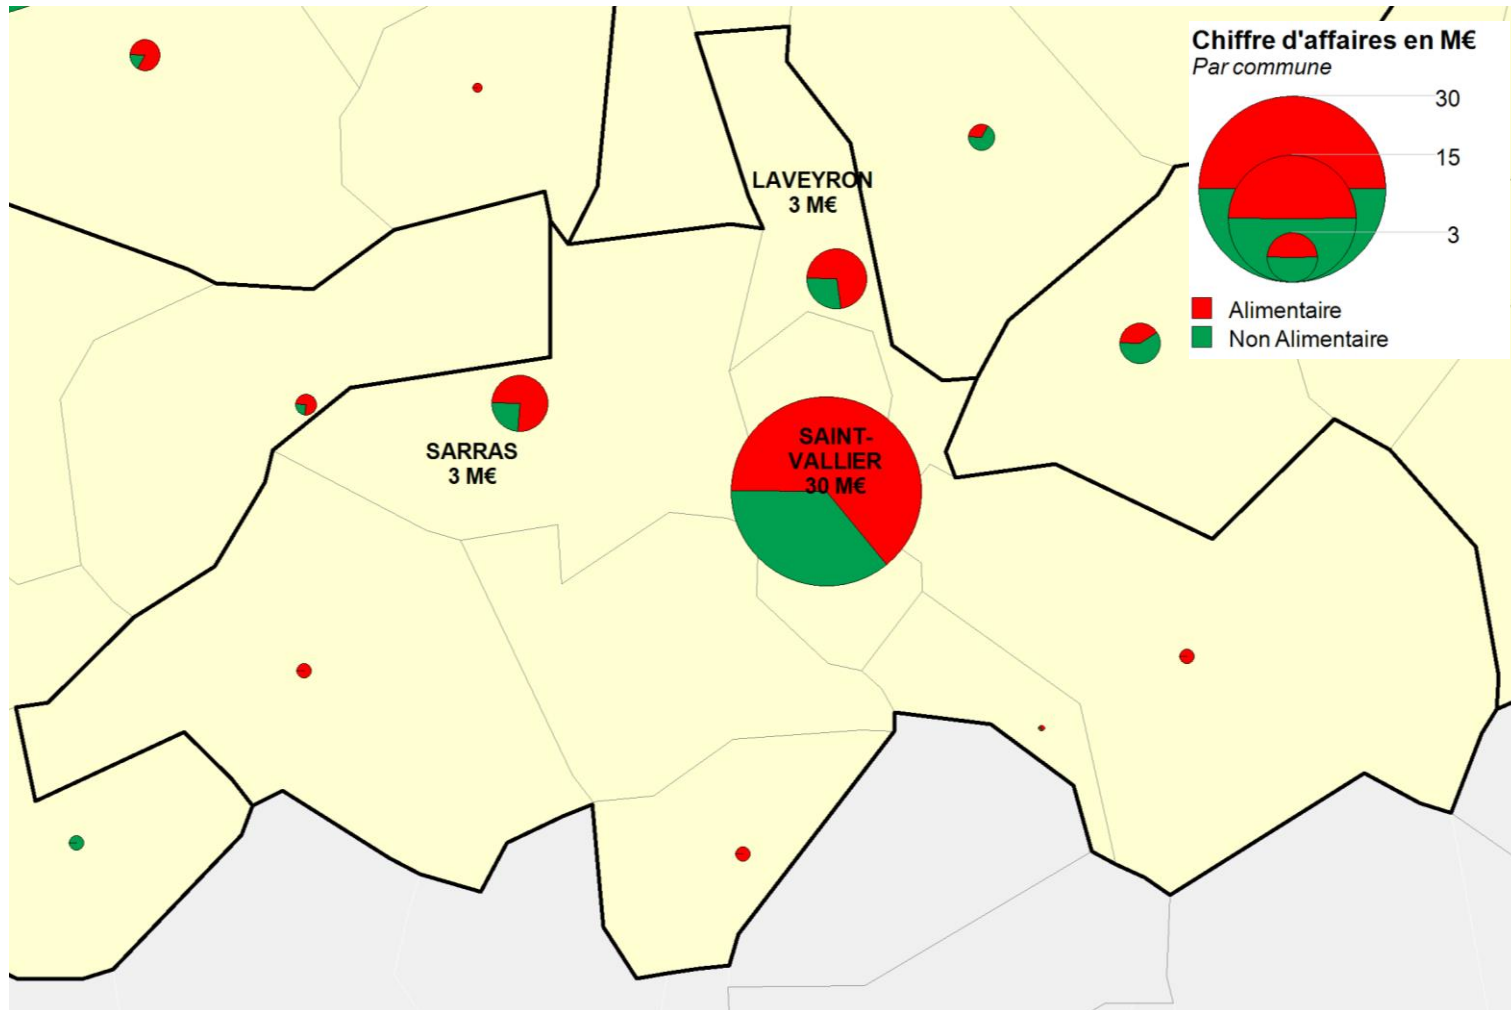 Chiffre d'affaires en M€
Par commune
30
15
3
Alimentaire
Non Alimentaire
LAVEYRON
3 M€
SARRAS
3 M€
SAINT-
VALLIER
30 M€